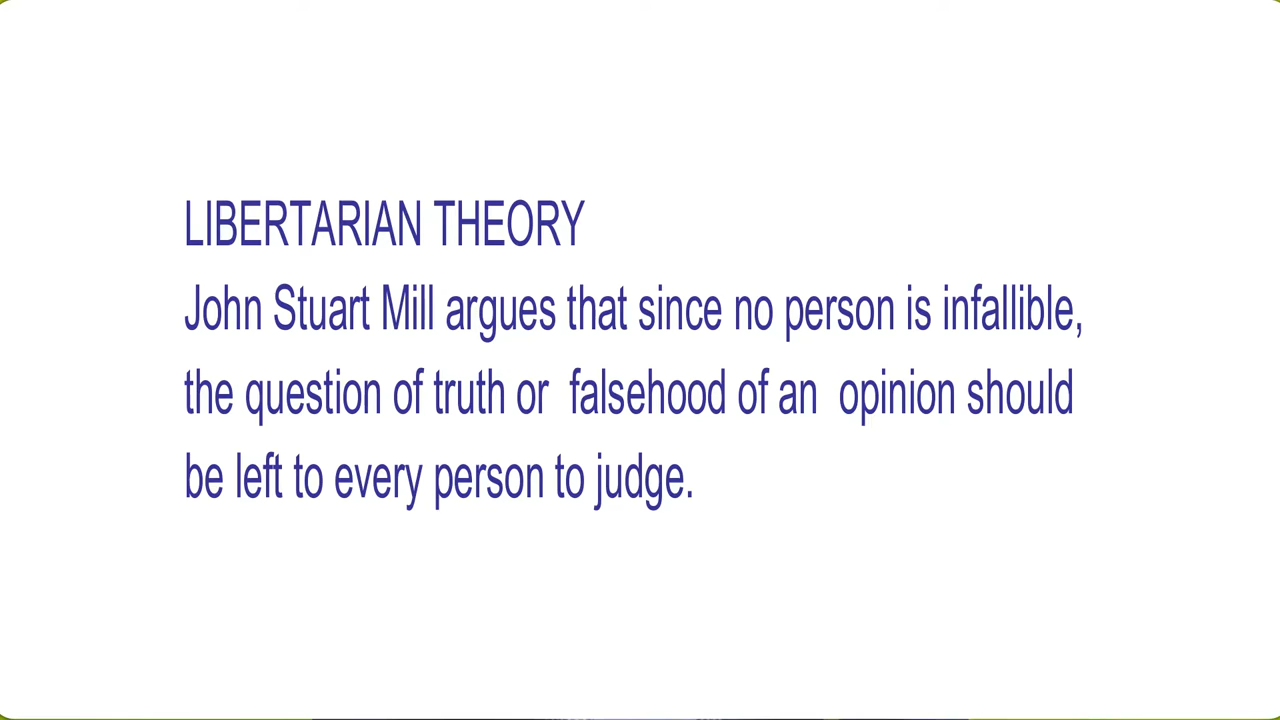 LIBERTARIAN THEORY
John Stuart Mill argues that since no person is infallible,
the question of truth or  falsehood of an  opinion should
be left to every person to judge.